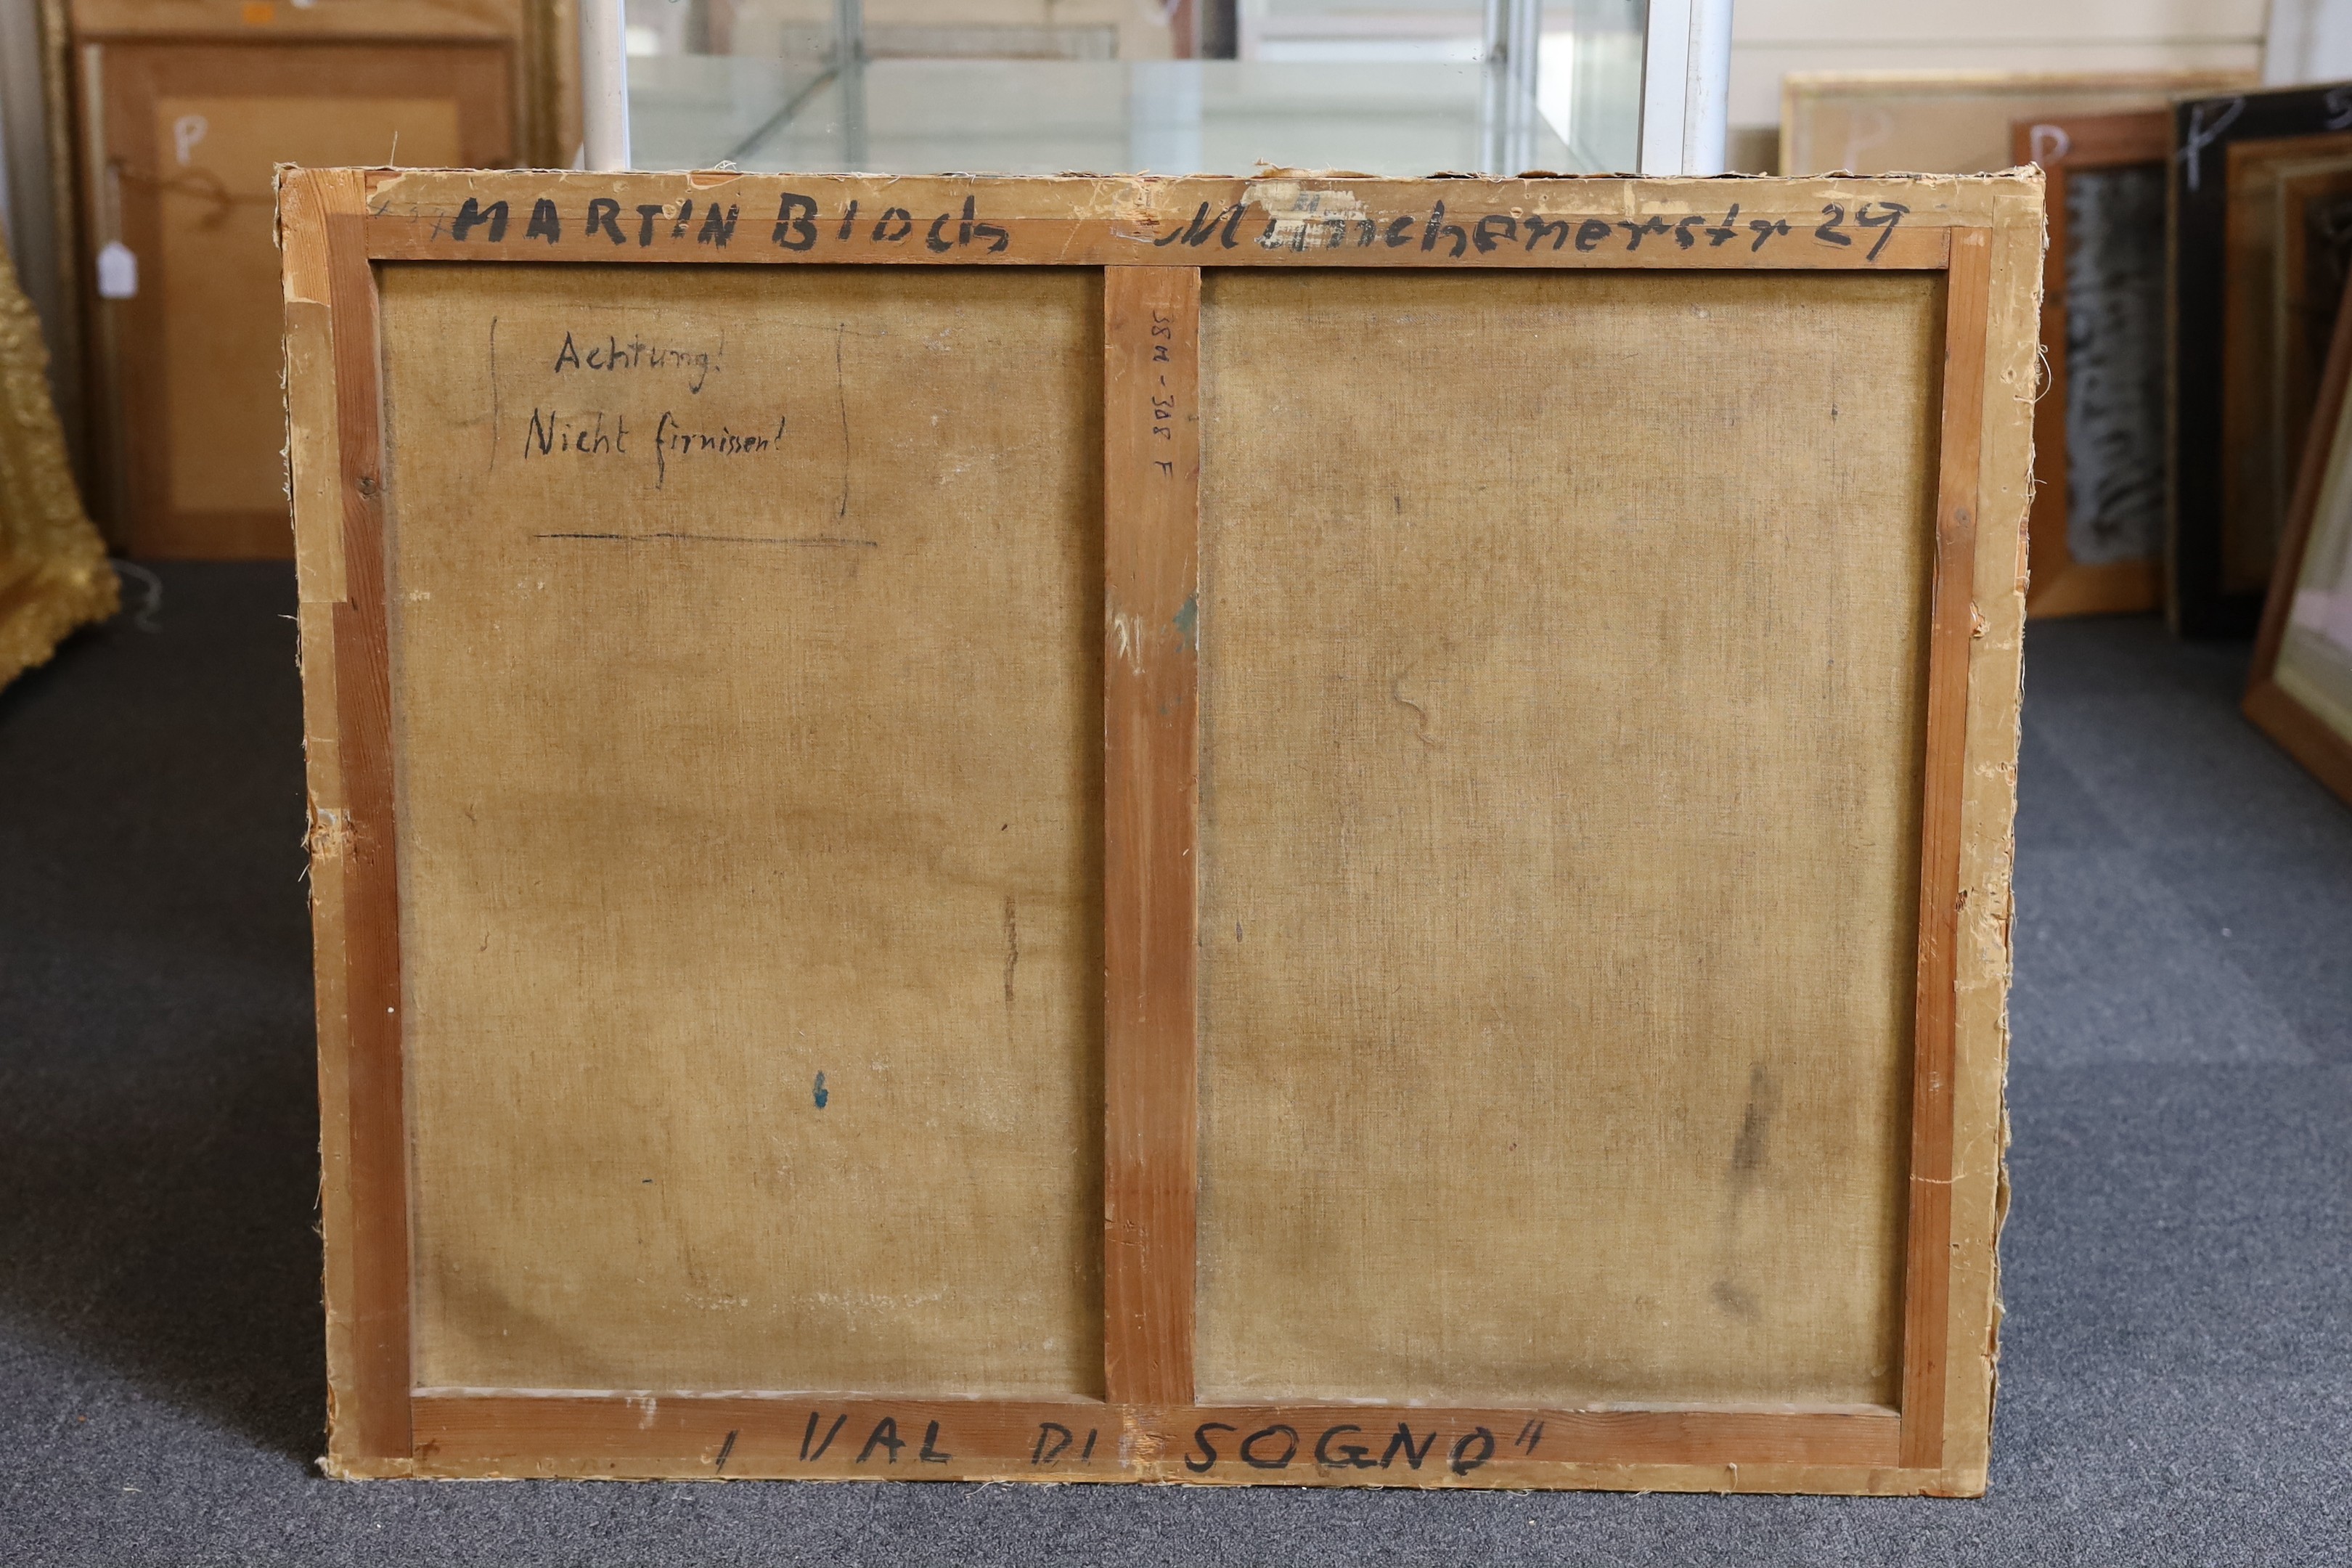 MARTIN Bloch Münchenerstr 29
Achtung!
Nicht firnissen!
„VAL DI SOGNO"
P
P
P
P